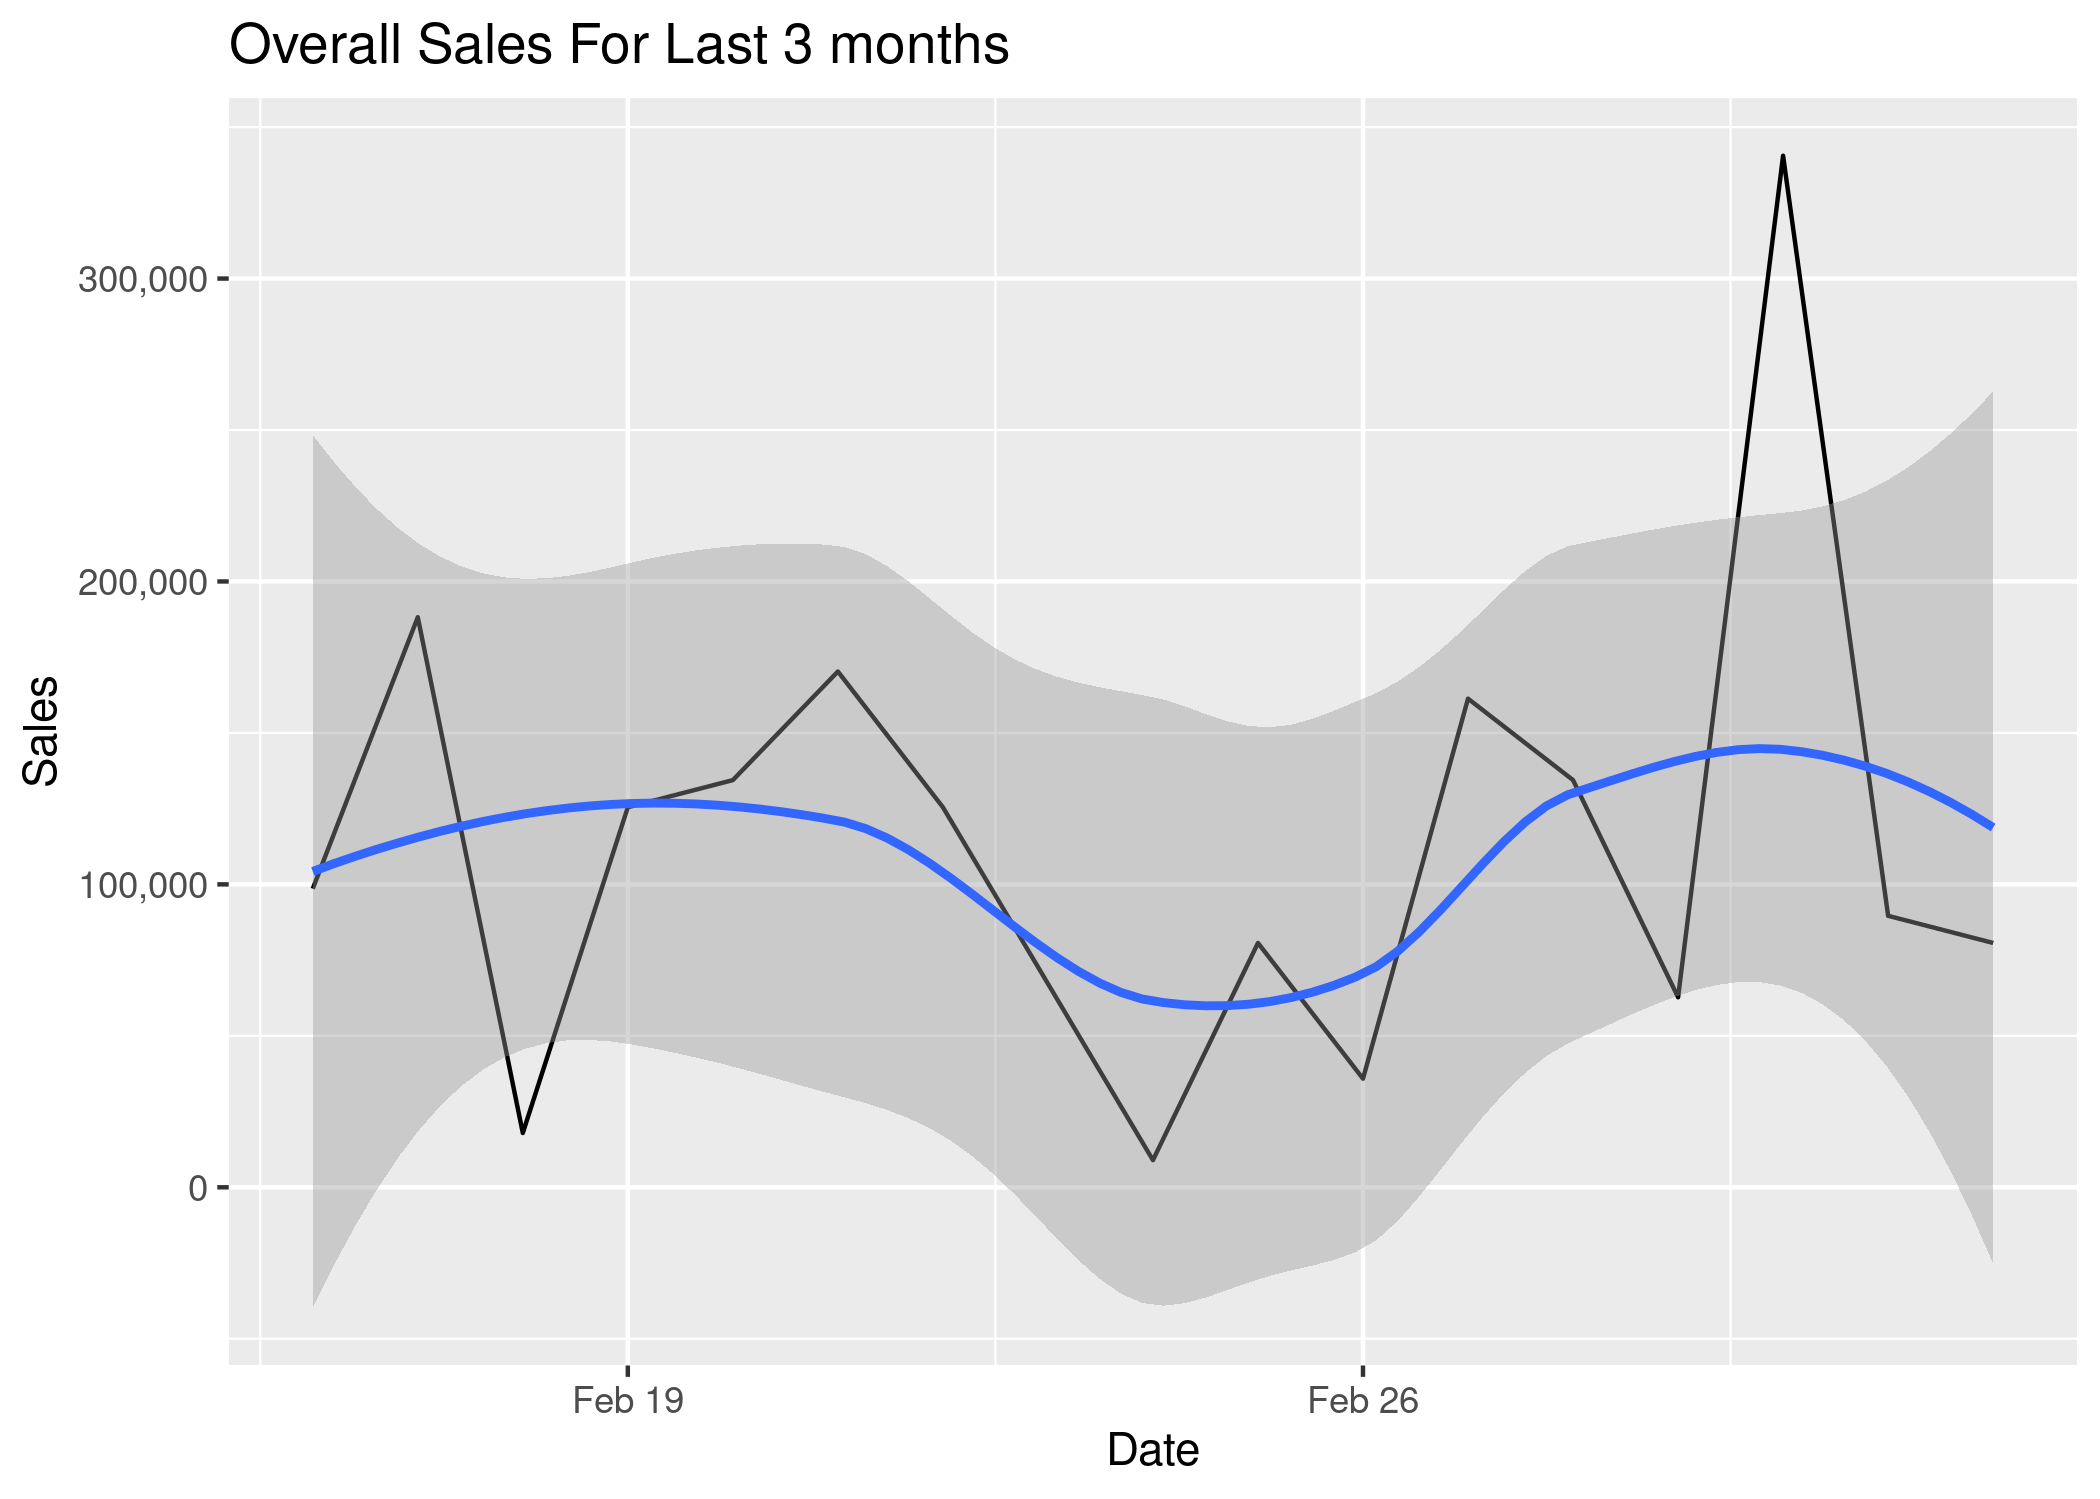 Overall Sales For Last 3 months
300,000
200,000
100,000
0
Sales
Feb 19
Feb 26
Date